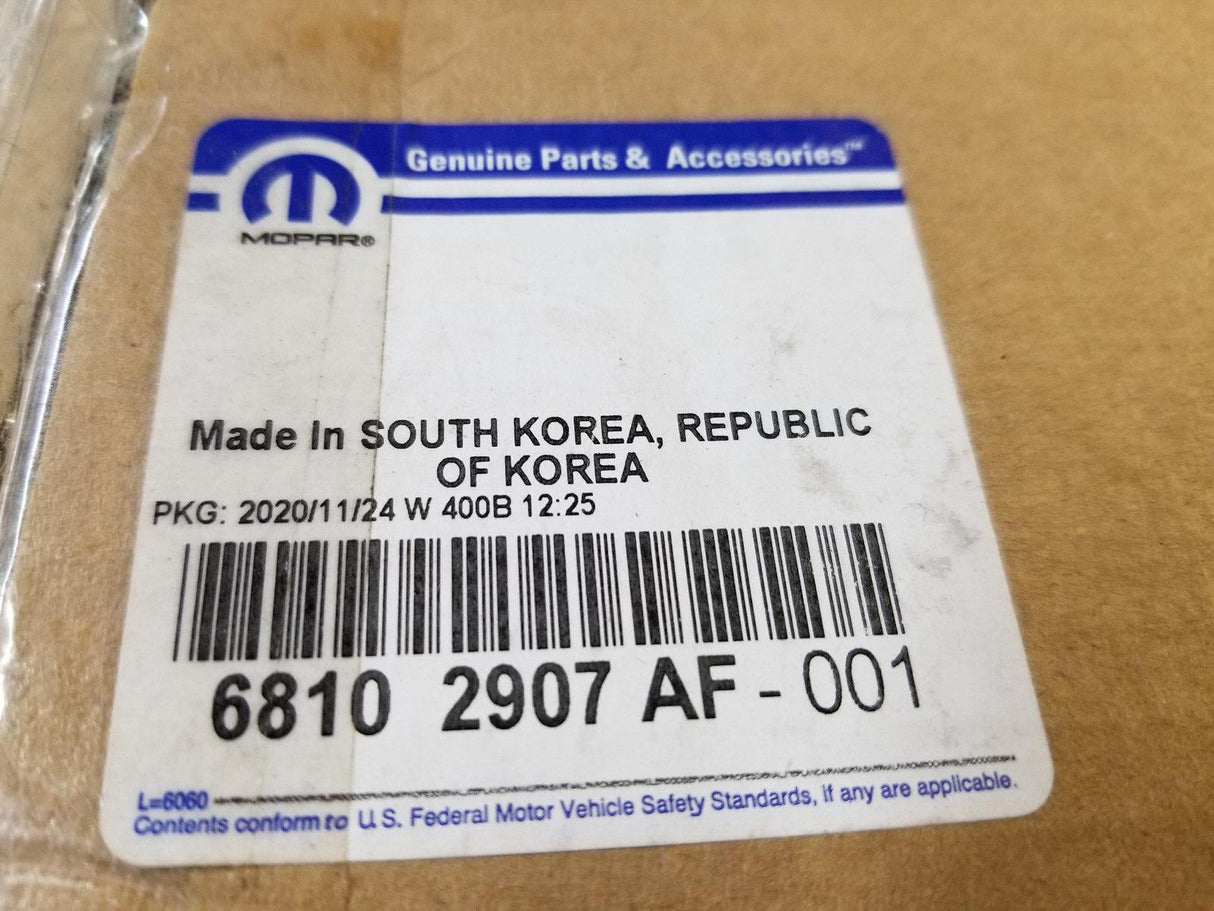 Genuine Parts & Accessories™
MOPAR®
Made In SOUTH KOREA, REPUBLIC
OF KOREA
PKG: 2020/11/24 W 400B 12:25
6810 2907 AF - 001
L=6060
Contents conform to U.S. Federal Motor Vehicle Safety Standards, if any are applicable.